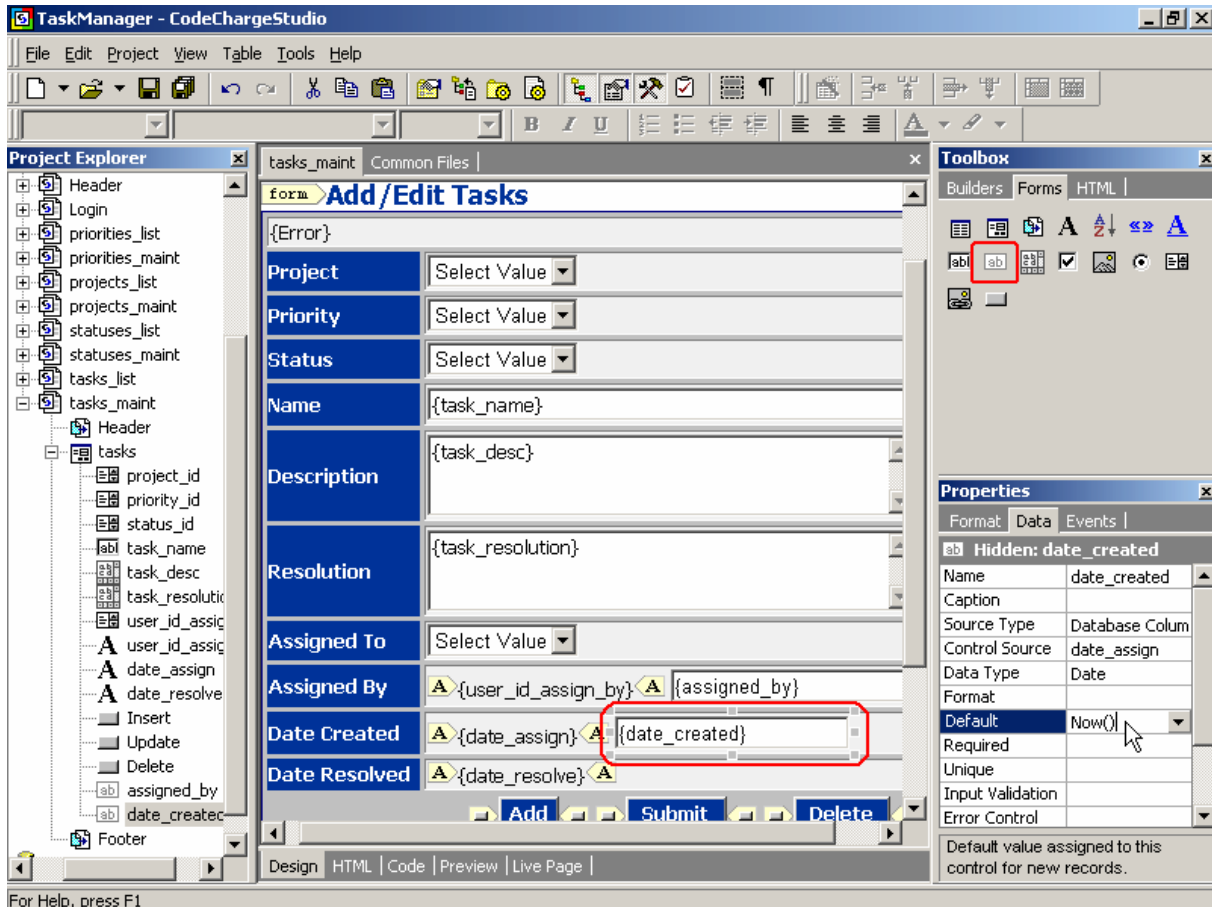 TaskManager - CodeChargeStudio
File Edit Project View Table Tools Help
B I U A
Project Explorer
Header
Login
priorities_list
priorities_maint
projects_list
projects_maint
statuses_list
statuses_maint
tasks_list
tasks_maint
Header
tasks
project_id
priority_id
status_id
task_name
task_desc
task_resolutic
user_id_assig
A user_id_assig
A date_assign
A date_resolve
Insert
Update
Delete
ab assigned_by
ab date_created
Footer
tasks_maint Common Files
form Add/Edit Tasks
{Error}
Project Select Value
Priority Select Value
Status Select Value
Name {task_name}
Description {task_desc}
Resolution {task_resolution}
Assigned To Select Value
Assigned By A {user_id_assign_by} A {assigned_by}
Date Created A {date_assign} A {date_created}
Date Resolved A {date_resolve} A
Add Submit Delete
Design HTML Code Preview Live Page
Toolbox
Builders Forms HTML
A A Z «» A
abl ab
Properties
Format Data Events
ab Hidden: date_created
Name date_created
Caption
Source Type Database Colum
Control Source date_assign
Data Type Date
Format
Default Now()
Required
Unique
Input Validation
Error Control
Default value assigned to this
control for new records.
For Help, press F1